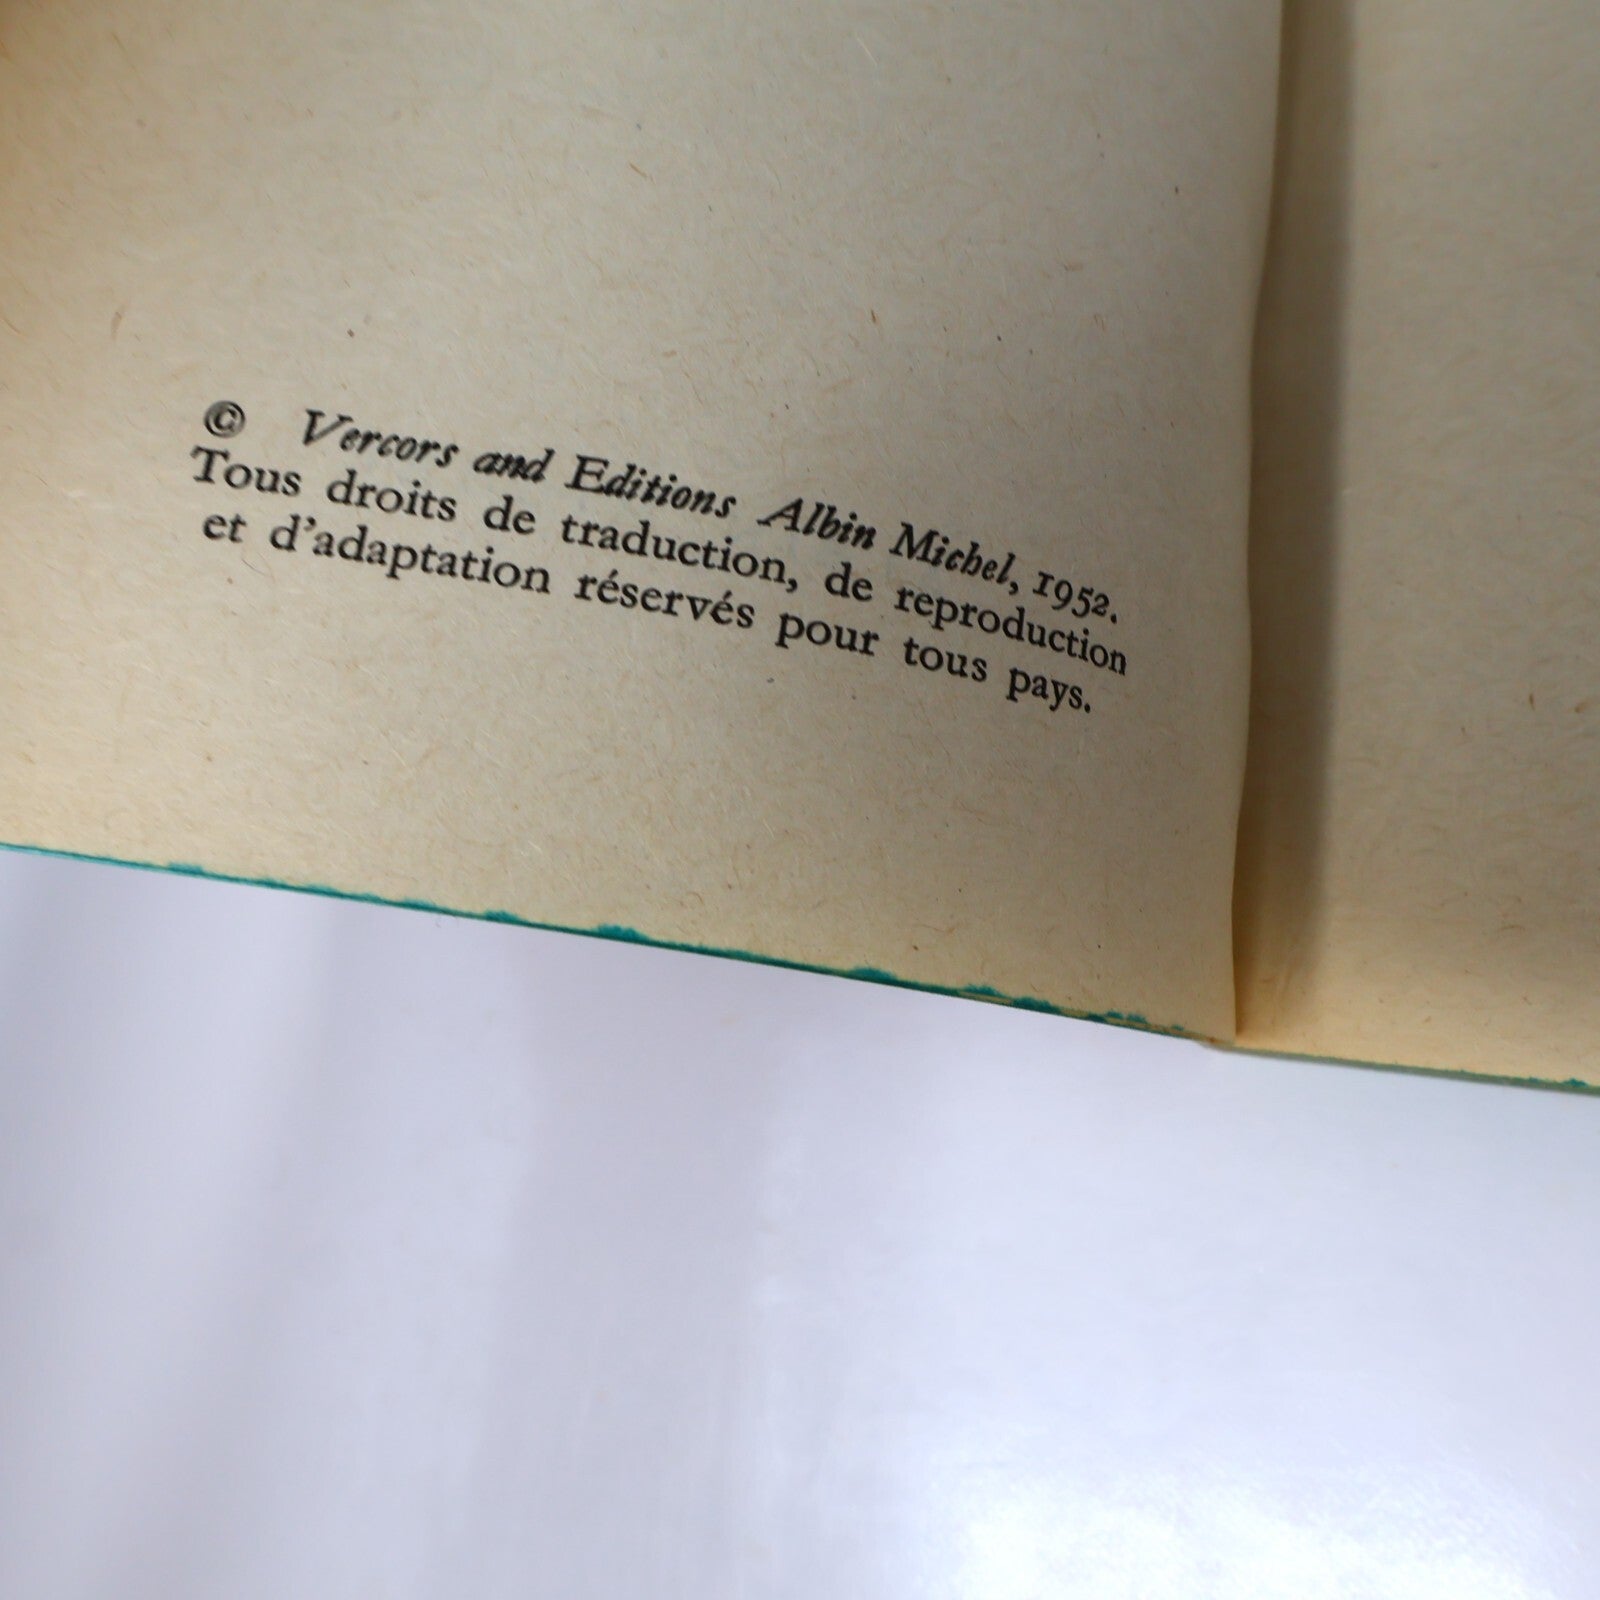 © Vercors and Editions Albin Michel, 1952.
Tous droits de traduction, de reproduction
et d'adaptation réservés pour tous pays.